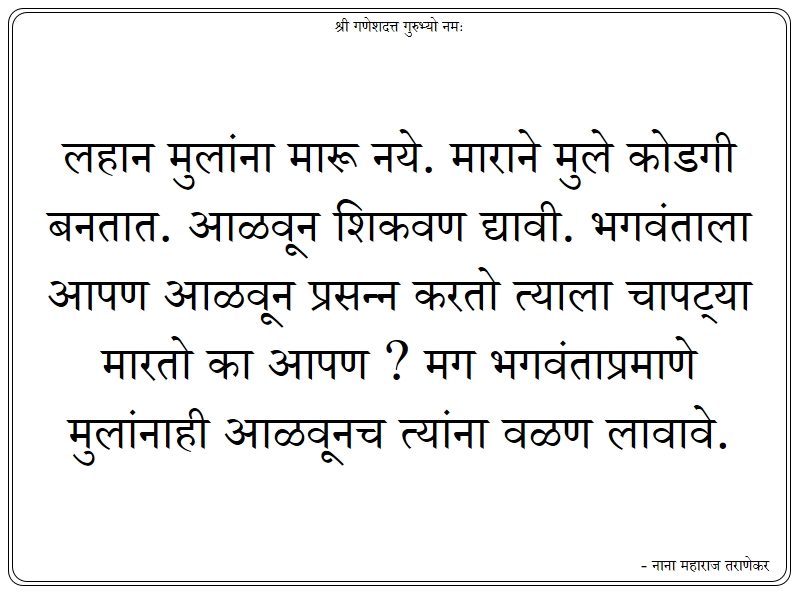 श्री गणेशदत्त गुरुभ्यो नमः
लहान मुलांना मारू नये. माराने मुले कोडगी
बनतात. आळवून शिकवण द्यावी. भगवंताला
आपण आळवून प्रसन्न करतो त्याला चापट्या
मारतो का आपण ? मग भगवंताप्रमाणे
मुलांनाही आळवूनच त्यांना वळण लावावे.
- नाना महाराज तराणेकर